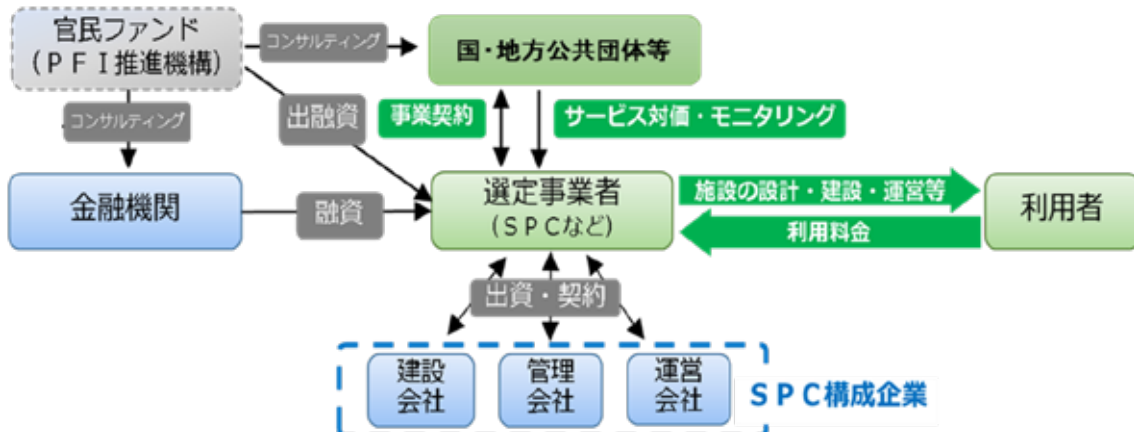 官民ファンド
(ＰＦＩ推進機構)
コンサルティング
国・地方公共団体等
コンサルティング
出融資
事業契約
サービス対価・モニタリング
金融機関
融資
選定事業者
(ＳＰＣなど)
施設の設計・建設・運営等
利用料金
利用者
出資・契約
建設
会社
管理
会社
運営
会社
ＳＰＣ構成企業